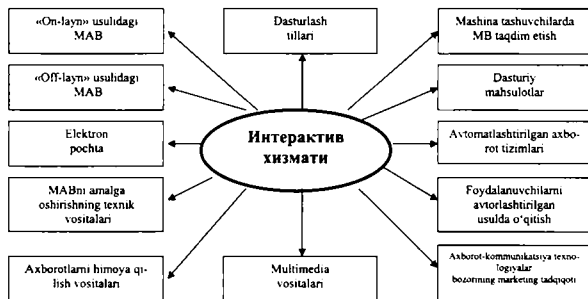 «On-layn» usulidagi
MAB
Dasturlash
tillari
Mashina tashuvchilarda
MB taqdim etish
«Off-layn» usulidagi
MAB
Dasturiy
mahsulotlar
Elektron
pochta
Интерактив
хизмати
Avtomatlashtirilgan axbo-
rot tizimlari
MABni amalga
oshirishning texnik
vositalari
Foydalanuvchilarni
avtorlashtirilgan
usulda o‘qitish
Axborotlarni himoya qi-
lish vositalari
Multimedia
vositalari
Axborot-kommunikatsiya texno-
logiyalar
bozorining marketing tadqiqoti